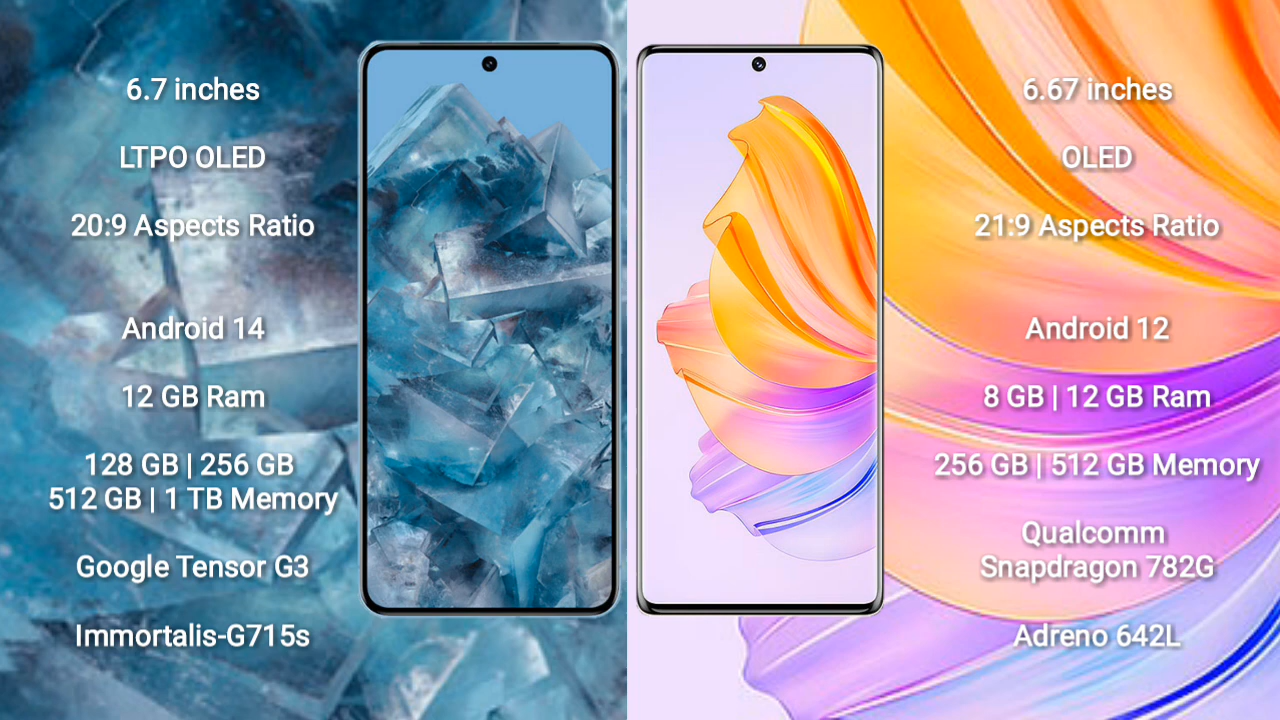 6.7 inches
LTPO OLED
20:9 Aspects Ratio
Android 14
12 GB Ram
128 GB | 256 GB
512 GB | 1 TB Memory
Google Tensor G3
Immortalis-G715s
6.67 inches
OLED
21:9 Aspects Ratio
Android 12
8 GB | 12 GB Ram
256 GB | 512 GB Memory
Qualcomm
Snapdragon 782G
Adreno 642L